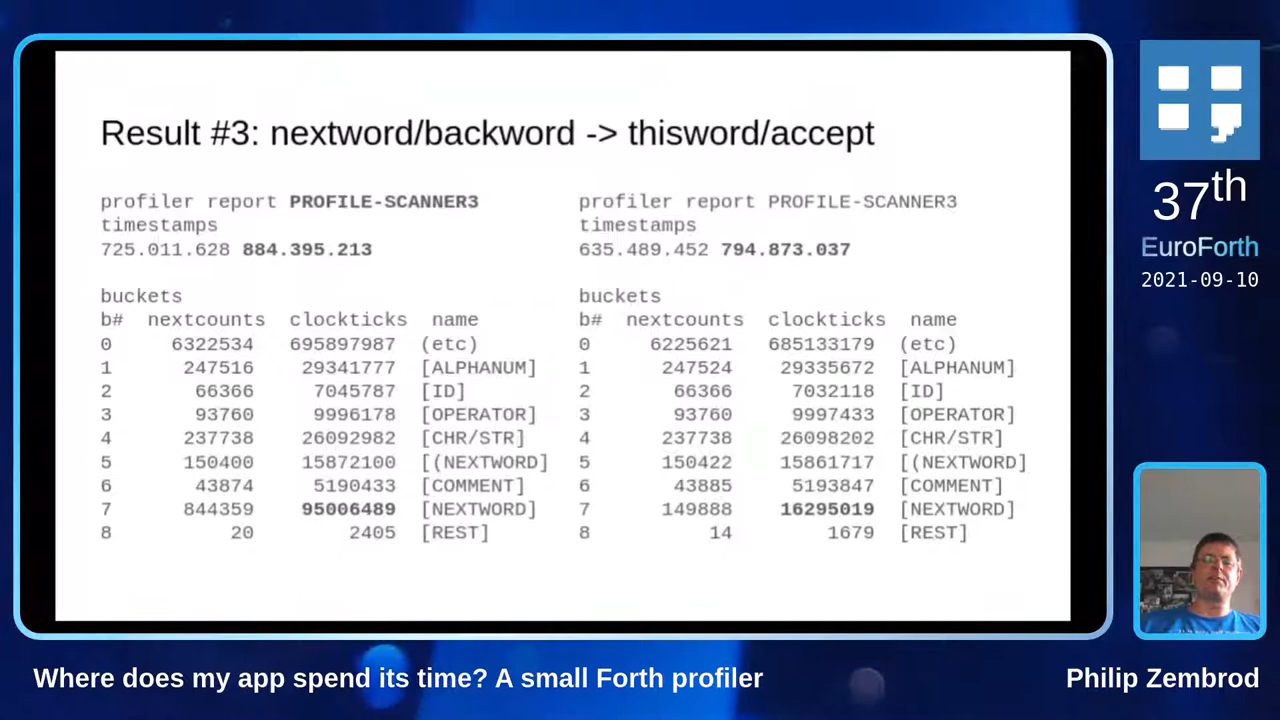 Result #3: nextword/backword -> thisword/accept
profiler report PROFILE-SCANNER3
timestamps
725.011.628 884.395.213
buckets
b# nextcounts clockticks name
0 6322534 695897987 (etc)
1 247516 29341777 [ALPHANUM]
2 66366 7045787 [ID]
3 93760 9996178 [OPERATOR]
4 237738 26092982 [CHR/STR]
5 150400 15872100 [(NEXTWORD]
6 43874 5190433 [COMMENT]
7 844359 95006489 [NEXTWORD]
8 20 2405 [REST]
profiler report PROFILE-SCANNER3
timestamps
635.489.452 794.873.037
buckets
b# nextcounts clockticks name
0 6225621 685133179 (etc)
1 247524 29335672 [ALPHANUM]
2 66366 7032118 [ID]
3 93760 9997433 [OPERATOR]
4 237738 26098202 [CHR/STR]
5 150422 15861717 [(NEXTWORD]
6 43885 5193847 [COMMENT]
7 149888 16295019 [NEXTWORD]
8 14 1679 [REST]
37th
EuroForth
2021-09-10
Where does my app spend its time? A small Forth profiler
Philip Zembrod